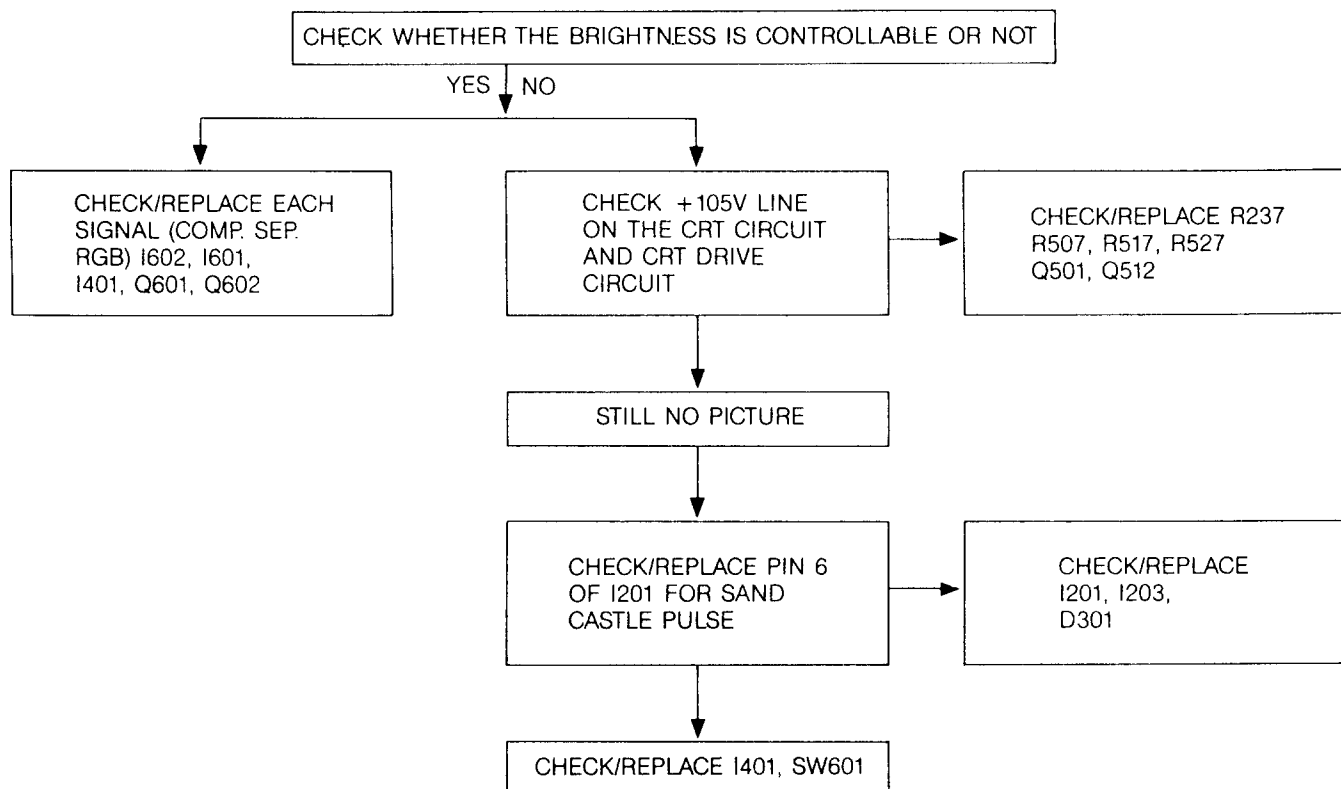 CHECK WHETHER THE BRIGHTNESS IS CONTROLLABLE OR NOT
YES NO
CHECK/REPLACE EACH
SIGNAL (COMP. SEP.
RGB) I602, I601,
I401, Q601, Q602
CHECK +105V LINE
ON THE CRT CIRCUIT
AND CRT DRIVE
CIRCUIT
CHECK/REPLACE R237
R507, R517, R527
Q501, Q512
STILL NO PICTURE
CHECK/REPLACE PIN 6
OF I201 FOR SAND
CASTLE PULSE
CHECK/REPLACE
I201, I203,
D301
CHECK/REPLACE I401, SW601